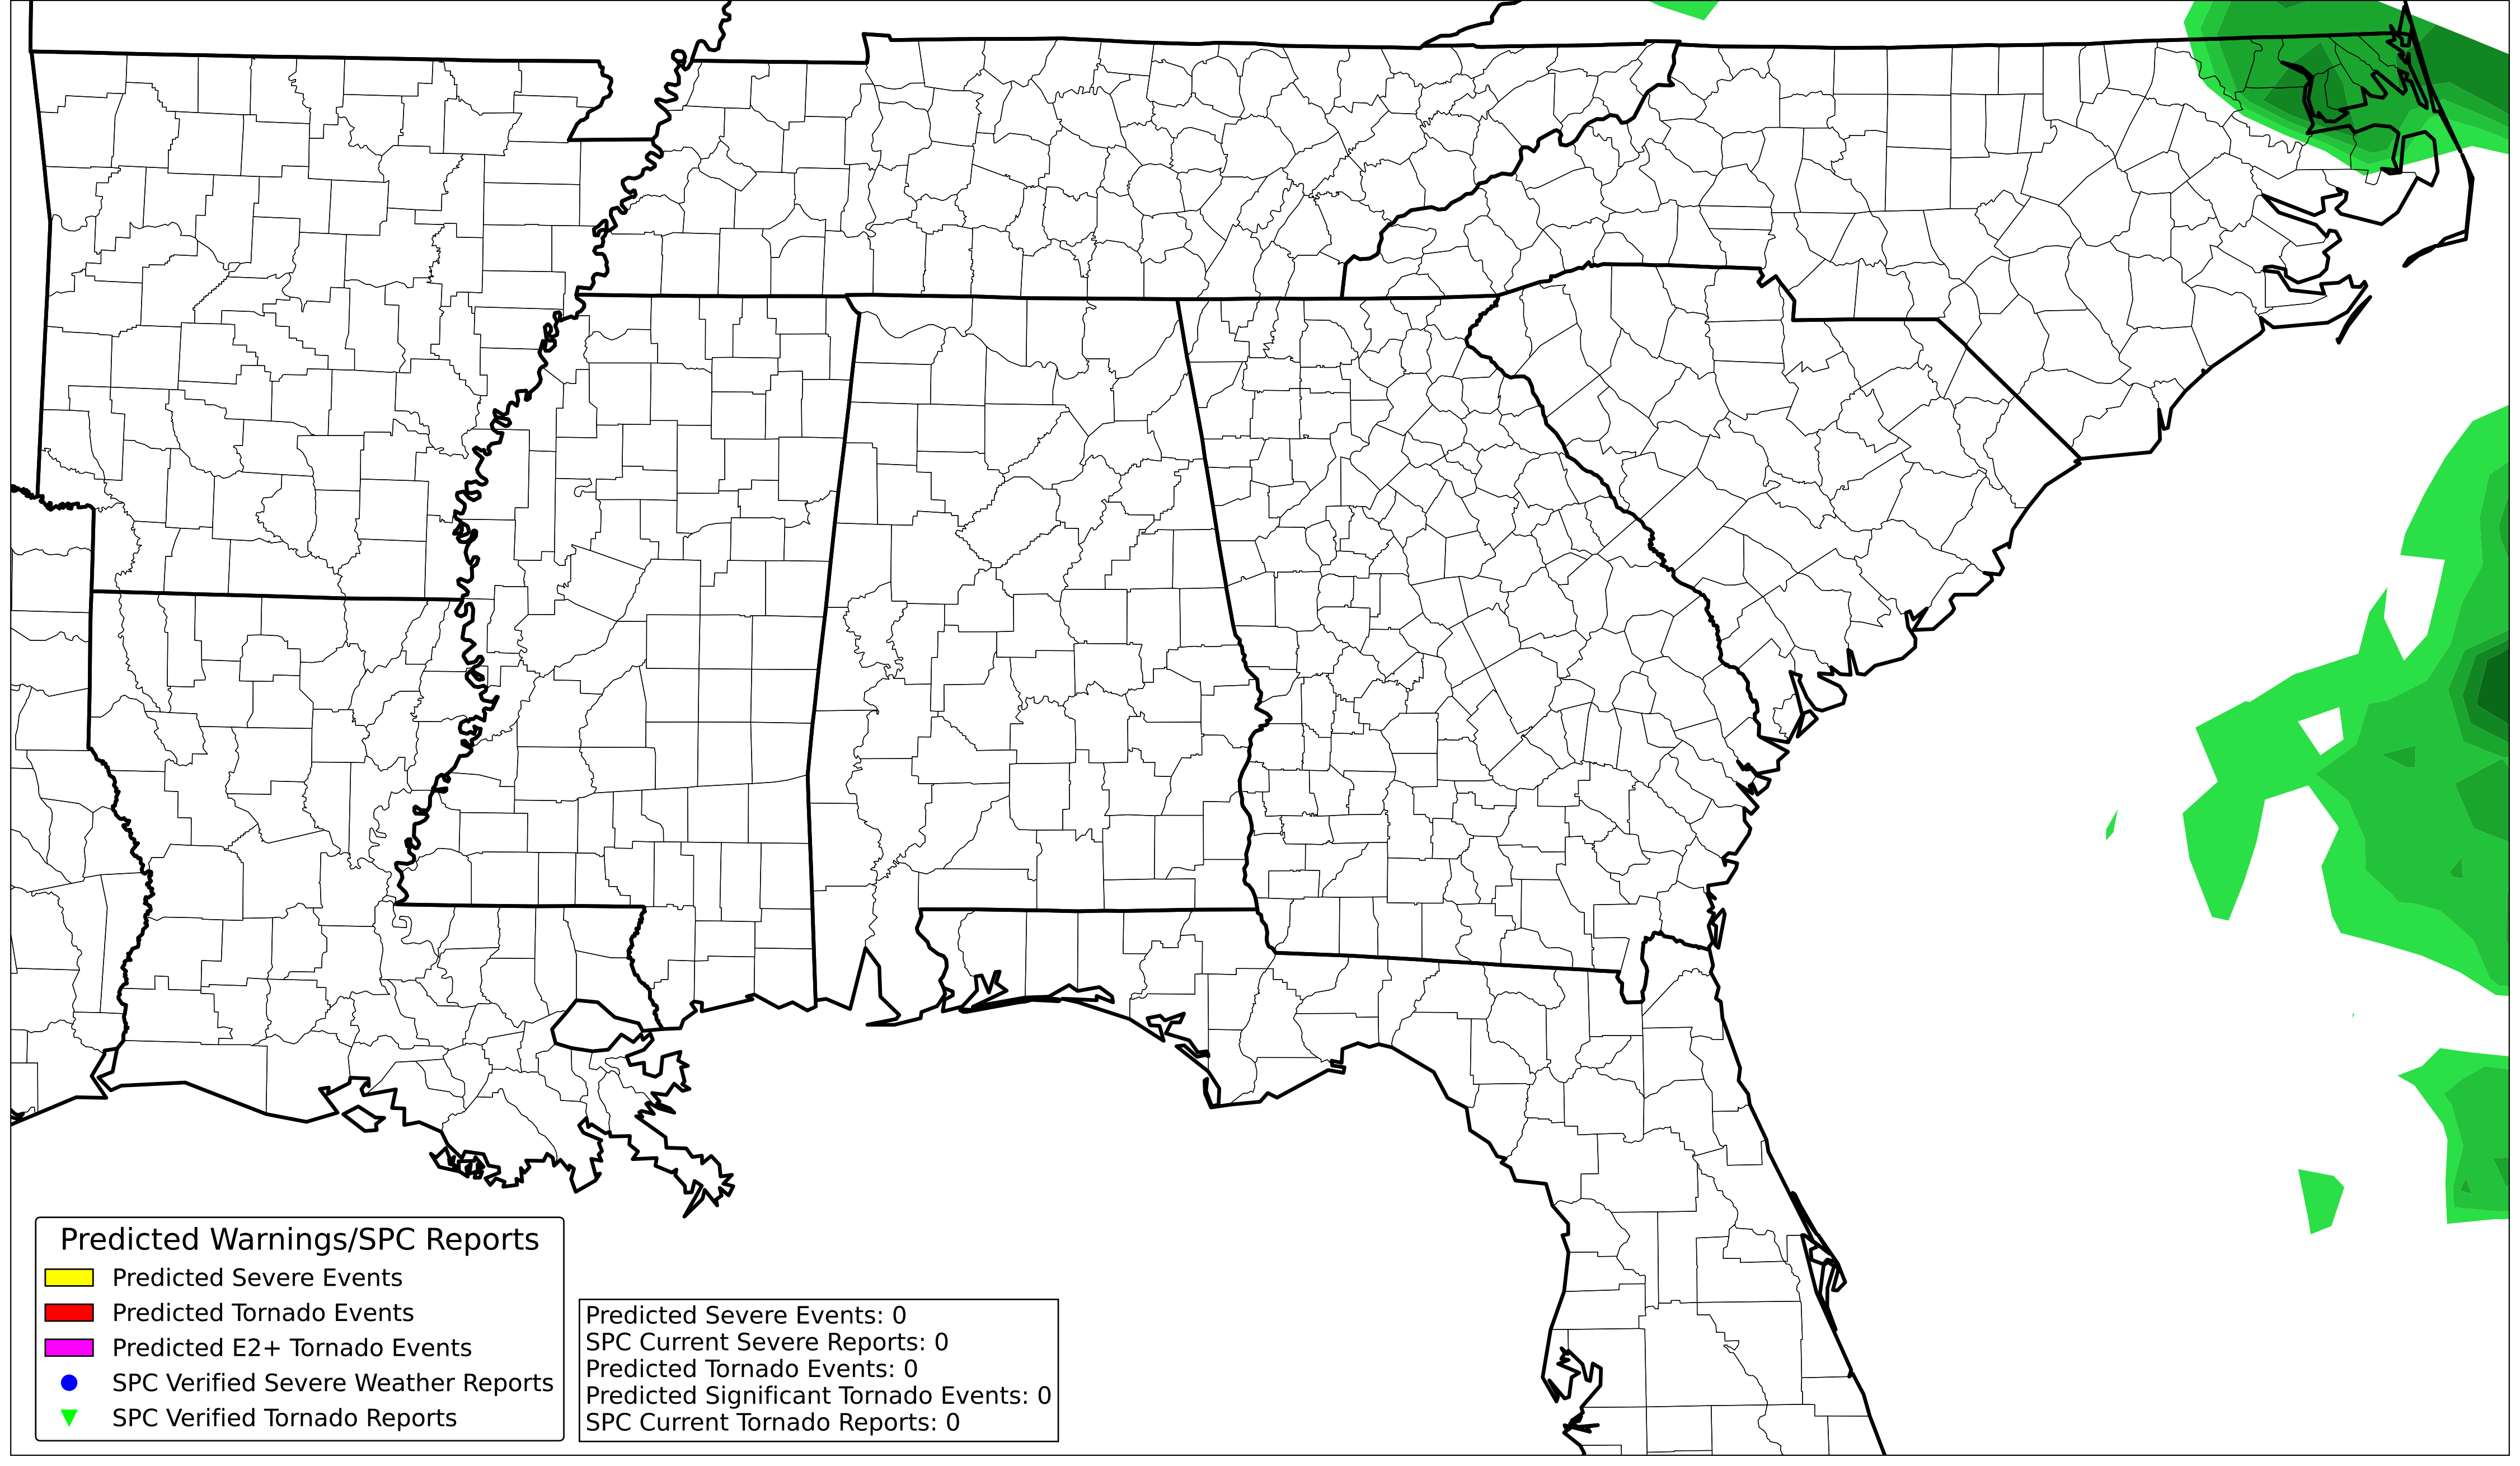 Predicted Warnings/SPC Reports
Predicted Severe Events
Predicted Tornado Events
Predicted E2+ Tornado Events
SPC Verified Severe Weather Reports
SPC Verified Tornado Reports
Predicted Severe Events: 0
SPC Current Severe Reports: 0
Predicted Tornado Events: 0
Predicted Significant Tornado Events: 0
SPC Current Tornado Reports: 0